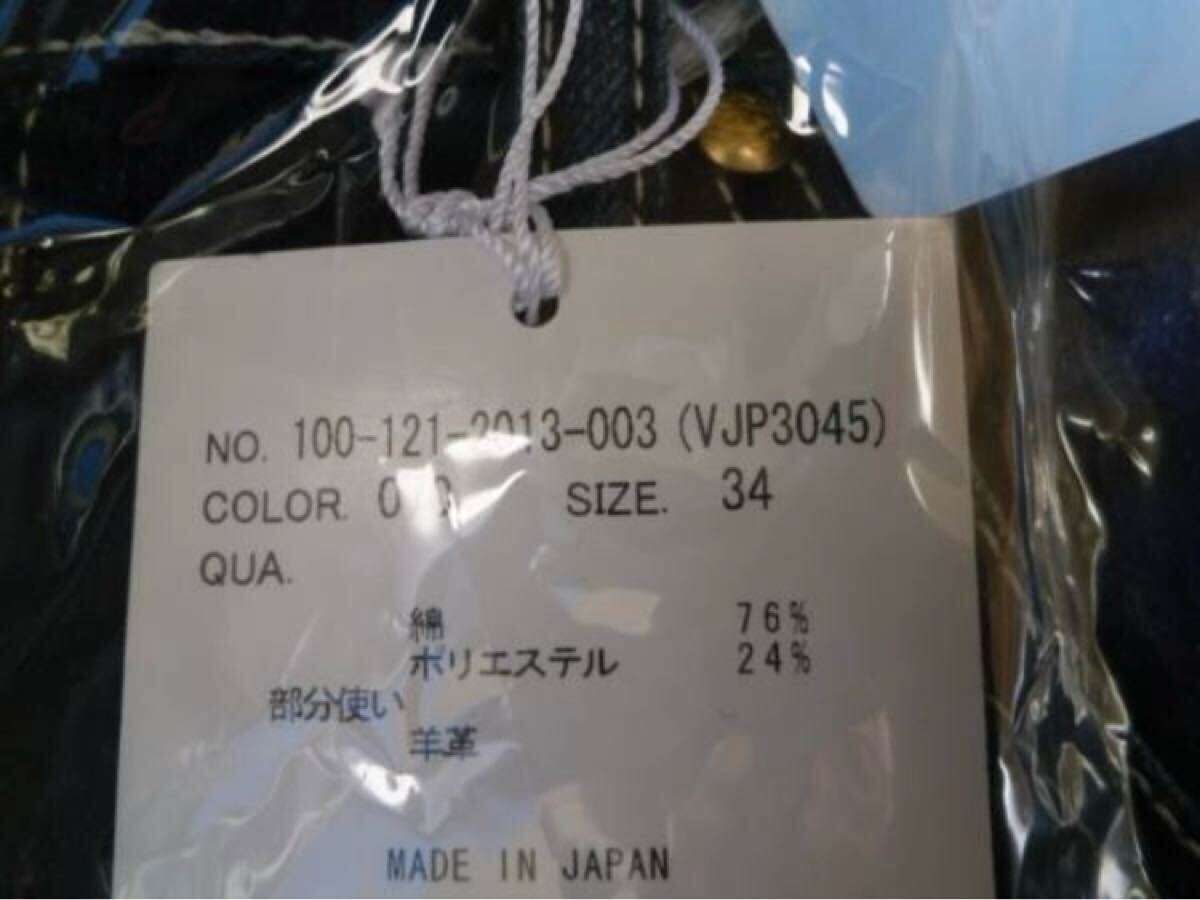 NO. 100-121-2013-003 (VJP3045)
COLOR. SIZE. 34
QUA.
綿 76%
ポリエステル 24%
部分使い
羊革
MADE IN JAPAN